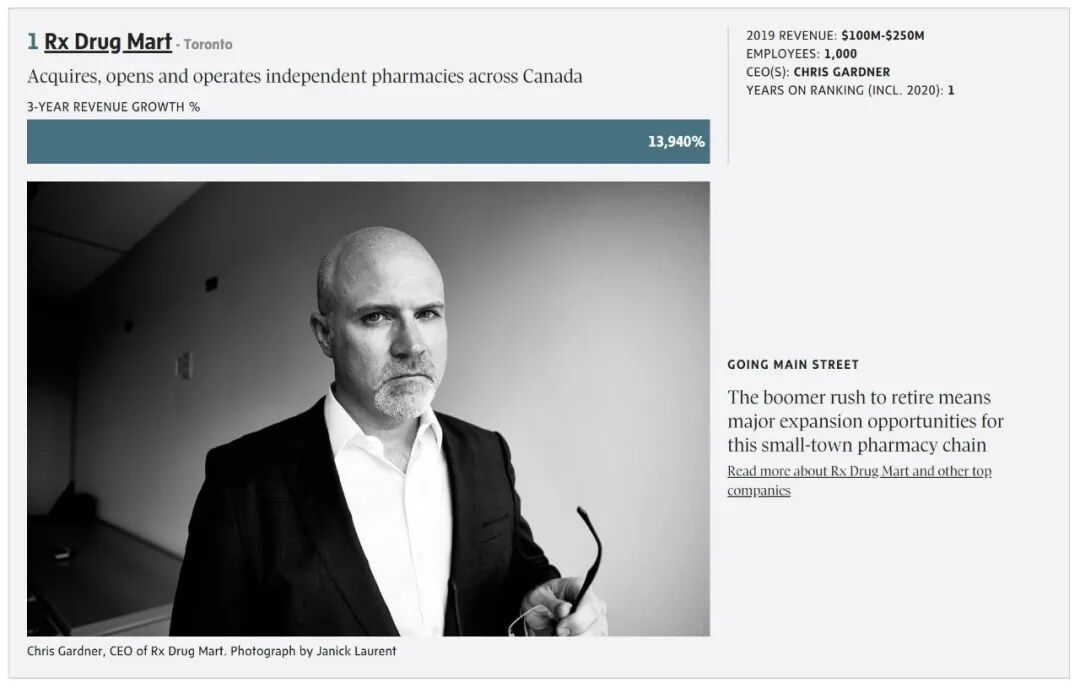 1 Rx Drug Mart - Toronto
Acquires, opens and operates independent pharmacies across Canada
3-YEAR REVENUE GROWTH %
13,940%
2019 REVENUE: $100M-$250M
EMPLOYEES: 1,000
CEO(S): CHRIS GARDNER
YEARS ON RANKING (INCL. 2020): 1
GOING MAIN STREET
The boomer rush to retire means
major expansion opportunities for
this small-town pharmacy chain
Read more about Rx Drug Mart and other top
companies
Chris Gardner, CEO of Rx Drug Mart. Photograph by Janick Laurent